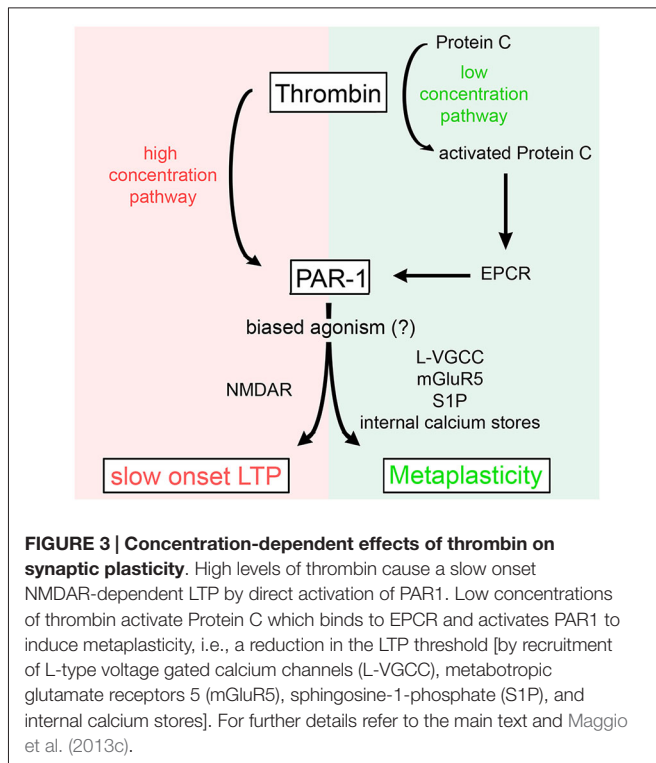 Protein C
low
concentration
pathway
Thrombin
activated Protein C
high
concentration
pathway
PAR-1
EPCR
biased agonism (?)
L-VGCC
mGluR5
S1P
internal calcium stores
NMDAR
slow onset LTP
Metaplasticity
FIGURE 3 | Concentration-dependent effects of thrombin on
synaptic plasticity. High levels of thrombin cause a slow onset
NMDAR-dependent LTP by direct activation of PAR1. Low concentrations
of thrombin activate Protein C which binds to EPCR and activates PAR1 to
induce metaplasticity, i.e., a reduction in the LTP threshold [by recruitment
of L-type voltage gated calcium channels (L-VGCC), metabotropic
glutamate receptors 5 (mGluR5), sphingosine-1-phosphate (S1P), and
internal calcium stores]. For further details refer to the main text and Maggio
et al. (2013c).